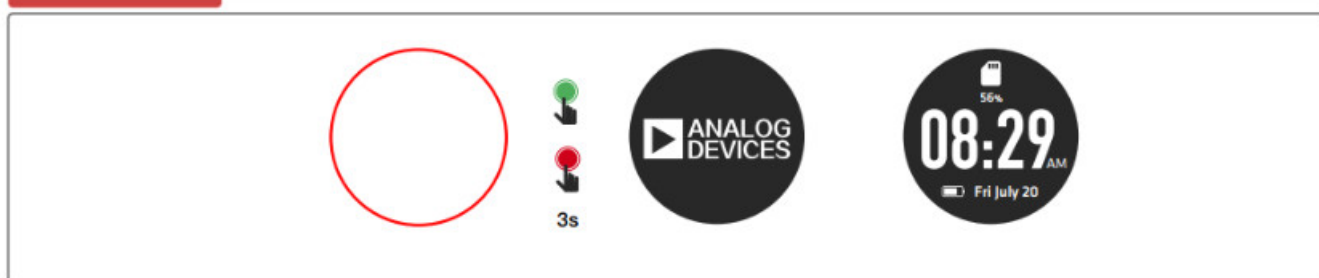 3s
ANALOG
DEVICES
56%
08:29 AM
Fri July 20